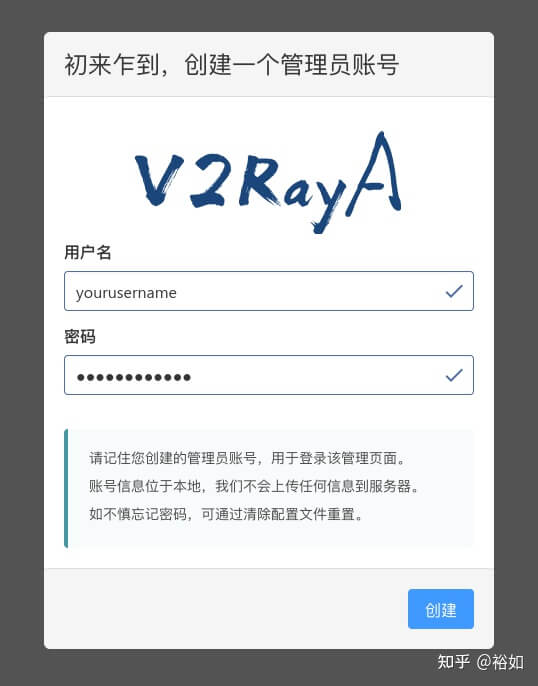 初来乍到，创建一个管理员账号
V2RayA
用户名
yourusername
密码
●●●●●●●●●●●●
请记住您创建的管理员账号，用于登录该管理页面。
账号信息位于本地，我们不会上传任何信息到服务器。
如不慎忘记密码，可通过清除配置文件重置。
创建
知乎 @裕如